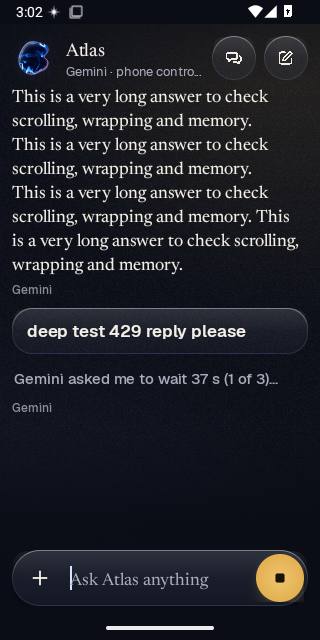 3:02
Atlas
Gemini · phone contro...
This is a very long answer to check
scrolling, wrapping and memory.
This is a very long answer to check
scrolling, wrapping and memory.
This is a very long answer to check
scrolling, wrapping and memory. This
is a very long answer to check scrolling,
wrapping and memory.
Gemini
deep test 429 reply please
Gemini asked me to wait 37 s (1 of 3)...
Gemini
Ask Atlas anything